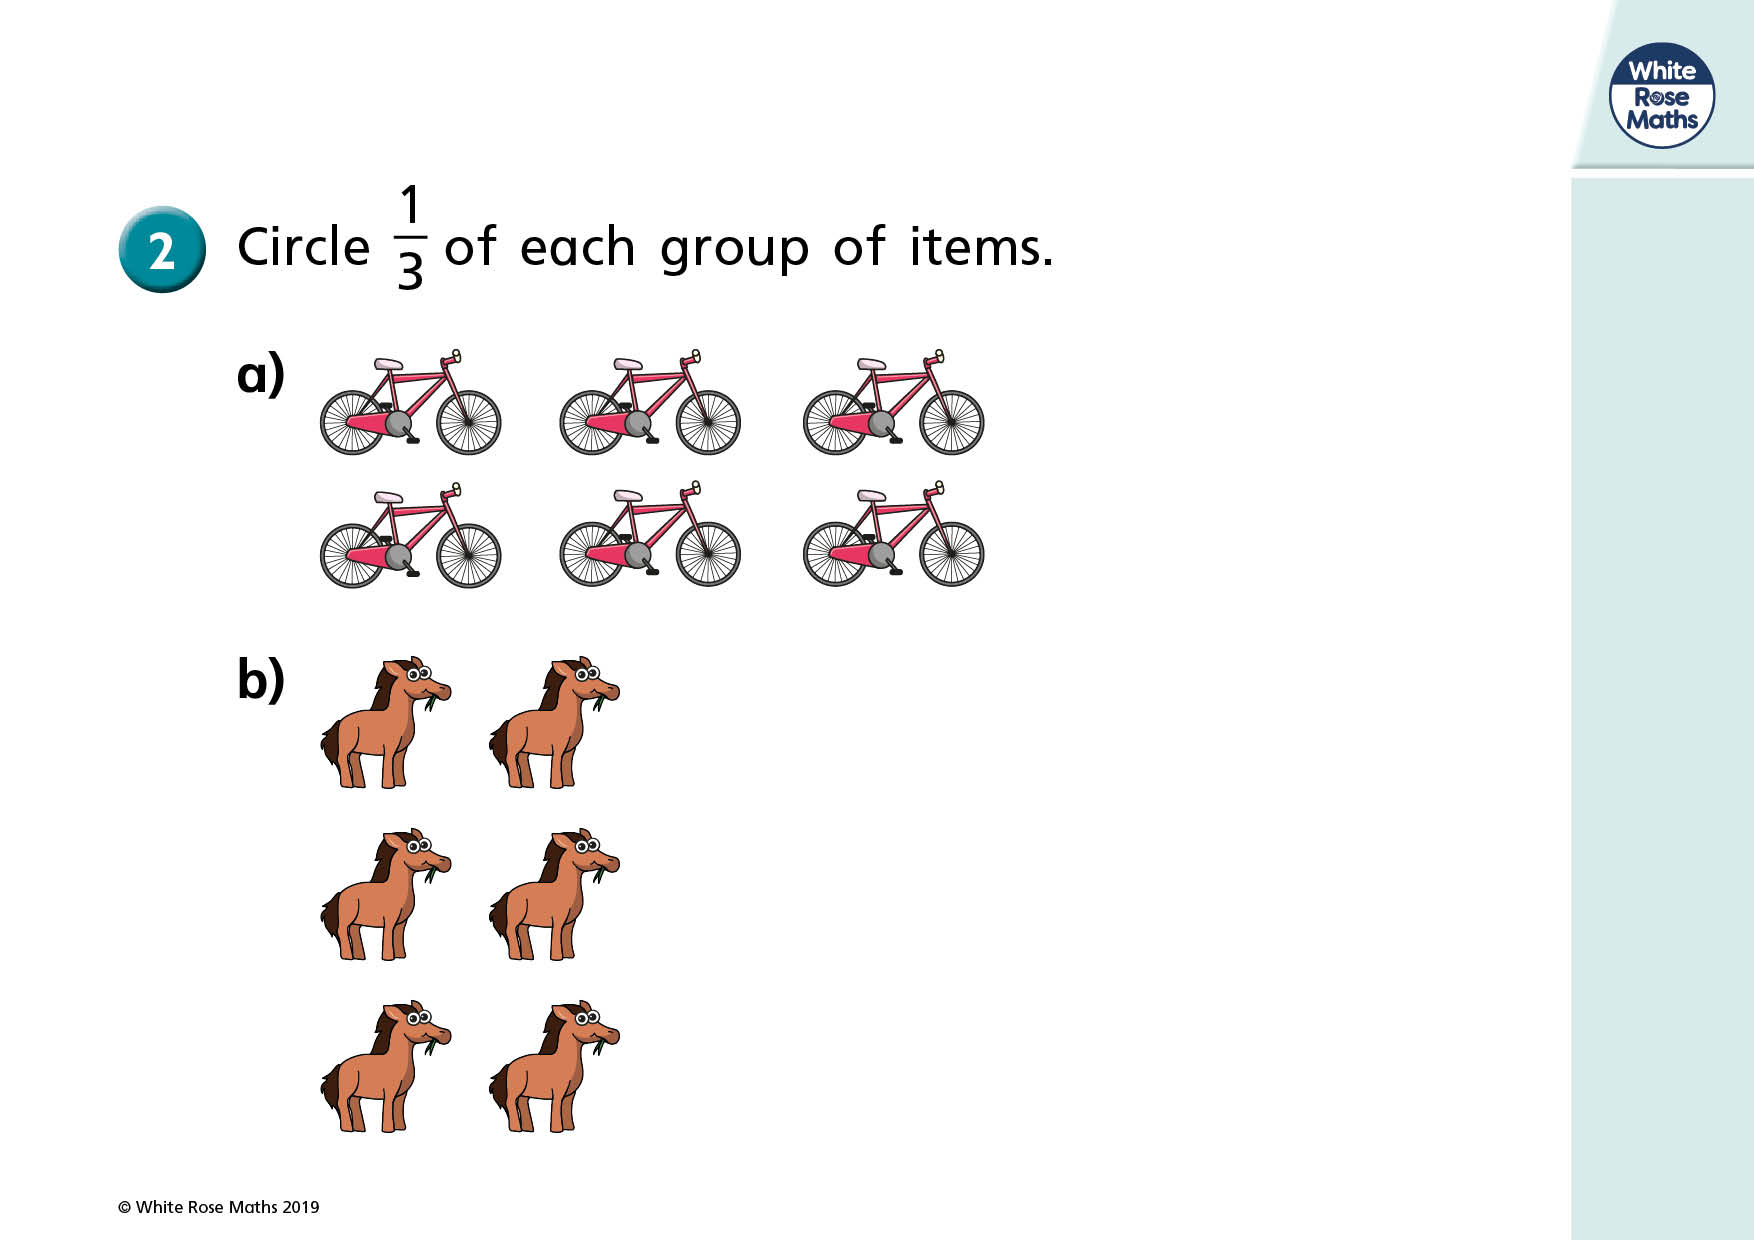 White
Rose
Maths
2 Circle 1/3 of each group of items.
a)
b)
© White Rose Maths 2019